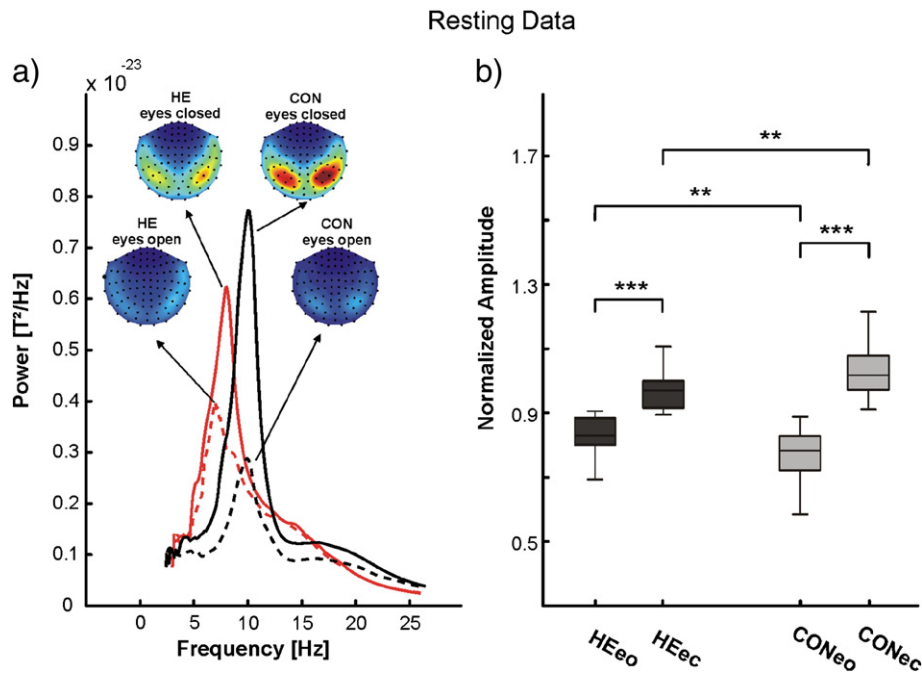 Resting Data
a)
x 10⁻²³
HE
eyes closed
CON
eyes closed
HE
eyes open
CON
eyes open
0.9
0.8
0.7
0.6
0.5
0.4
0.3
0.2
0.1
0
Power [T²/Hz]
0 5 10 15 20 25
Frequency [Hz]
b)
1.7
1.3
0.9
0.5
Normalized Amplitude
**
**
***
***
HEeo
HEec
CONeo
CONec